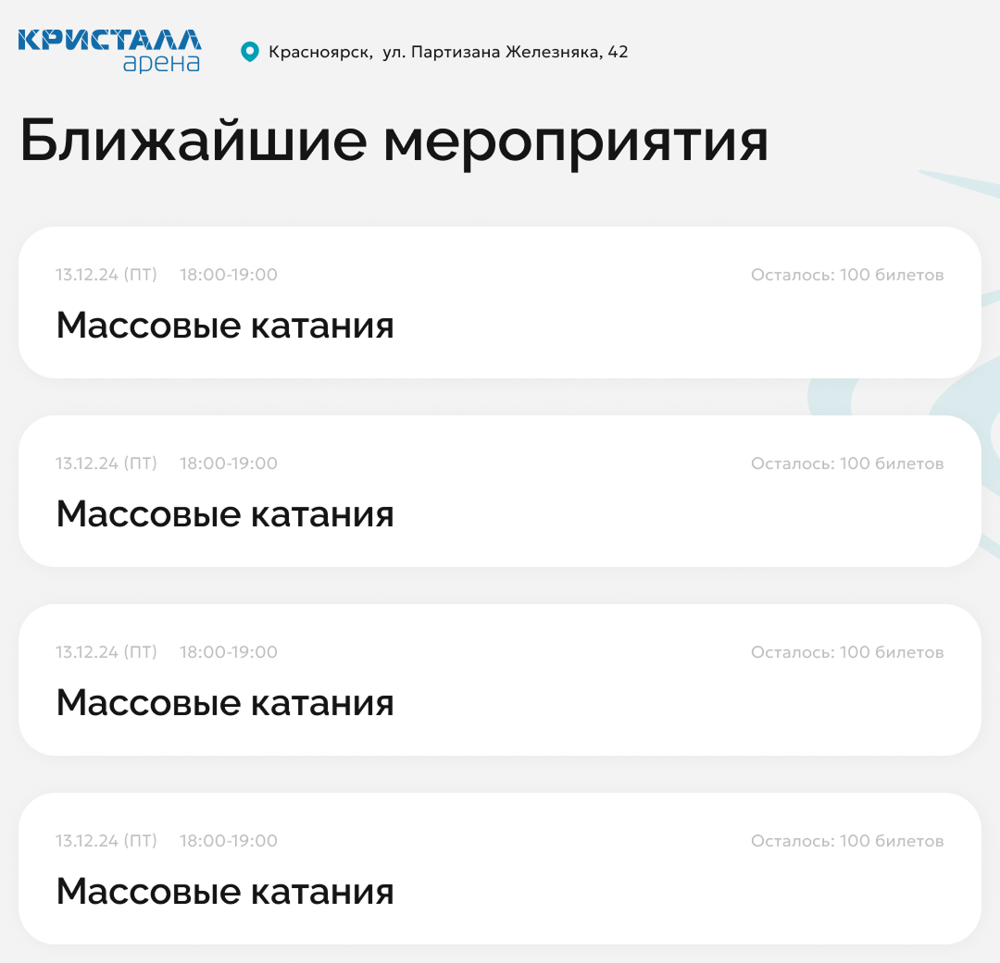 КРИСТАЛЛ
арена
Красноярск, ул. Партизана Железняка, 42
Ближайшие мероприятия
13.12.24 (ПТ) 18:00-19:00 Осталось: 100 билетов
Массовые катания
13.12.24 (ПТ) 18:00-19:00 Осталось: 100 билетов
Массовые катания
13.12.24 (ПТ) 18:00-19:00 Осталось: 100 билетов
Массовые катания
13.12.24 (ПТ) 18:00-19:00 Осталось: 100 билетов
Массовые катания